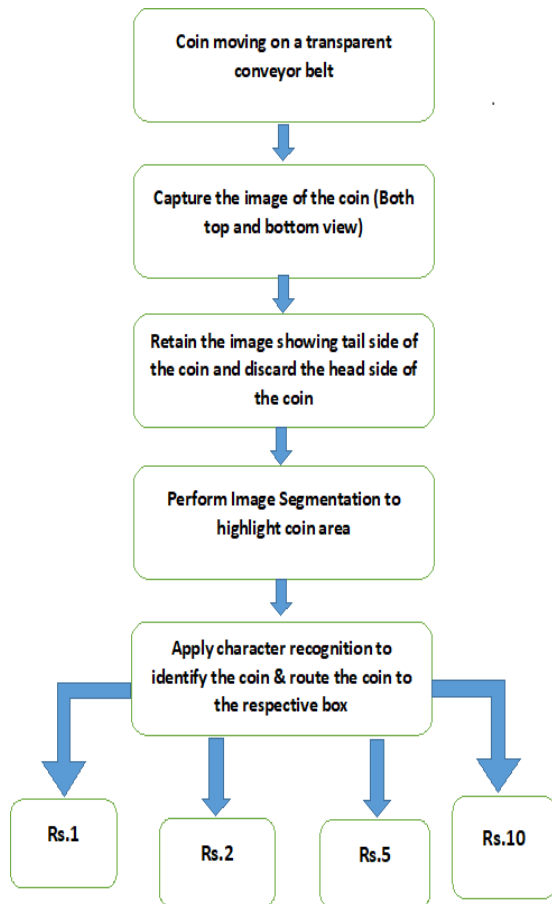 Coin moving on a transparent
conveyor belt
Capture the image of the coin (Both
top and bottom view)
Retain the image showing tail side
of the coin and discard the head side of
the coin
Perform Image Segmentation to
highlight coin area
Apply character recognition to
identify the coin & route the coin to
the respective box
Rs.1
Rs.2
Rs.5
Rs.10